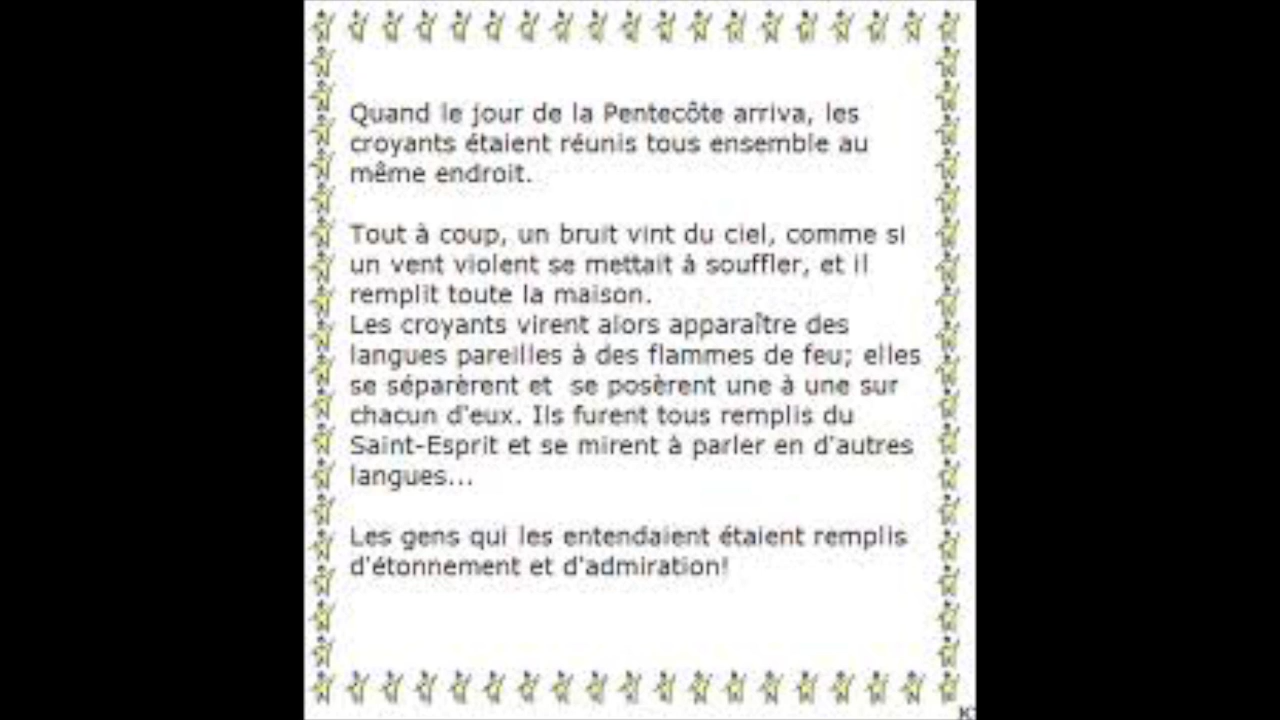 Quand le jour de la Pentecôte arriva, les
croyants étaient réunis tous ensemble au
même endroit.
Tout à coup, un bruit vint du ciel, comme si
un vent violent se mettait à souffler, et il
remplit toute la maison.
Les croyants virent alors apparaître des
langues pareilles à des flammes de feu; elles
se séparèrent et  se posèrent une à une sur
chacun d'eux. Ils furent tous remplis du
Saint-Esprit et se mirent à parler en d'autres
langues...
Les gens qui les entendaient étaient remplis
d'étonnement et d'admiration!